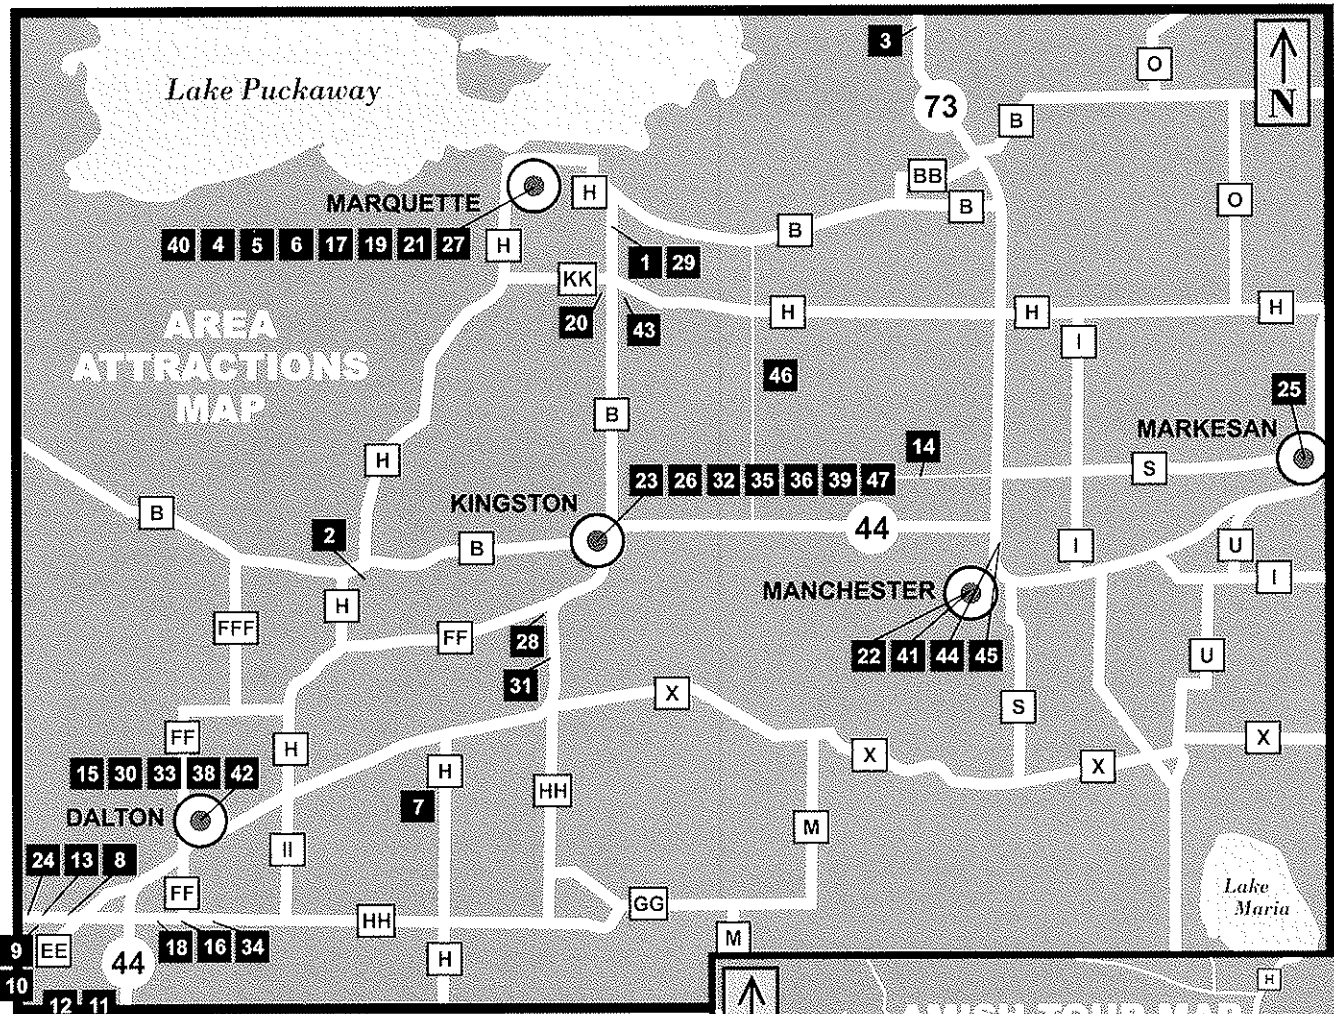 3
O
N
Lake Puckaway
73
B
BB
B
O
MARQUETTE
H
B
40 4 5 6 17 19 21 27
H
1 29
KK
H
H
H
20
43
AREA
ATTRACTIONS
MAP
I
46
25
B
MARKESAN
14
H
S
KINGSTON
23 26 32 35 36 39 47
B
44
2
B
I
U
I
MANCHESTER
H
FFF
FF
28
22 41 44 45
U
31
X
S
FF
H
X
X
X
15 30 33 38 42
H
HH
7
DALTON
M
24 13 8
II
FF
GG
Lake
Maria
HH
9
EE
18 16 34
M
44
H
10
12 11
H
AMISH TOUR MAP